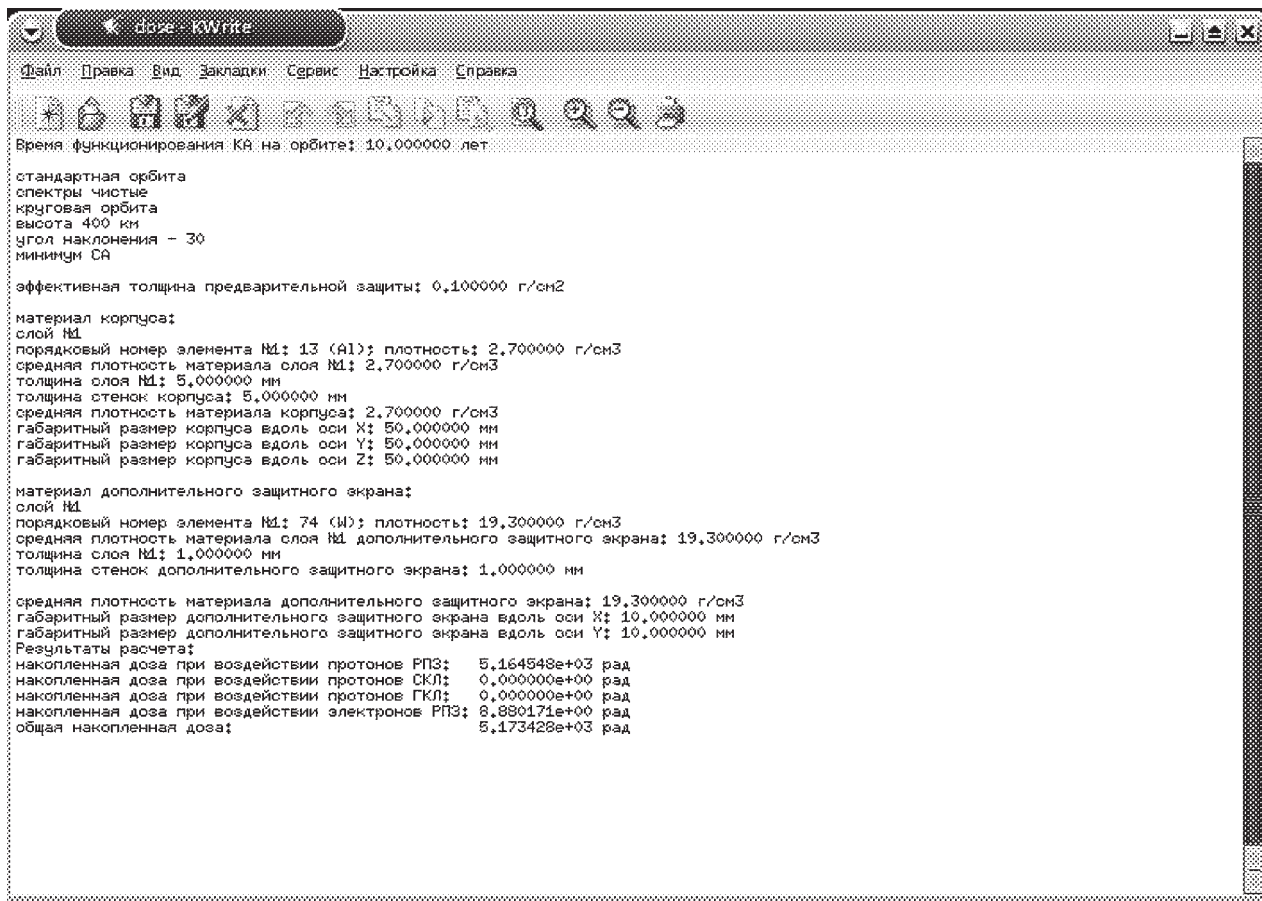 dose - KWrite
Файл Правка Вид Закладки Сервис Настройка Справка
Время функционирования КА на орбите: 10.000000 лет
стандартная орбита
спектры чистые
круговая орбита
высота 400 км
угол наклонения - 30
минимум СА
эффективная толщина предварительной защиты: 0.100000 г/см2
материал корпуса:
слой №1
порядковый номер элемента №1: 13 (Al); плотность: 2.700000 г/см3
средняя плотность материала слоя №1: 2.700000 г/см3
толщина слоя №1: 5.000000 мм
толщина стенок корпуса: 5.000000 мм
средняя плотность материала корпуса: 2.700000 г/см3
габаритный размер корпуса вдоль оси X: 50.000000 мм
габаритный размер корпуса вдоль оси Y: 50.000000 мм
габаритный размер корпуса вдоль оси Z: 50.000000 мм
материал дополнительного защитного экрана:
слой №1
порядковый номер элемента №1: 74 (W); плотность: 19.300000 г/см3
средняя плотность материала слоя №1 дополнительного защитного экрана: 19.300000 г/см3
толщина слоя №1: 1.000000 мм
толщина стенок дополнительного защитного экрана: 1.000000 мм
средняя плотность материала дополнительного защитного экрана: 19.300000 г/см3
габаритный размер дополнительного защитного экрана вдоль оси X: 10.000000 мм
габаритный размер дополнительного защитного экрана вдоль оси Y: 10.000000 мм
Результаты расчета:
накопленная доза при воздействии протонов РПЗ: 5.164548e+03 рад
накопленная доза при воздействии протонов СКЛ: 0.000000e+00 рад
накопленная доза при воздействии протонов ГКЛ: 0.000000e+00 рад
накопленная доза при воздействии электронов РПЗ: 8.880171e+00 рад
общая накопленная доза: 5.173428e+03 рад